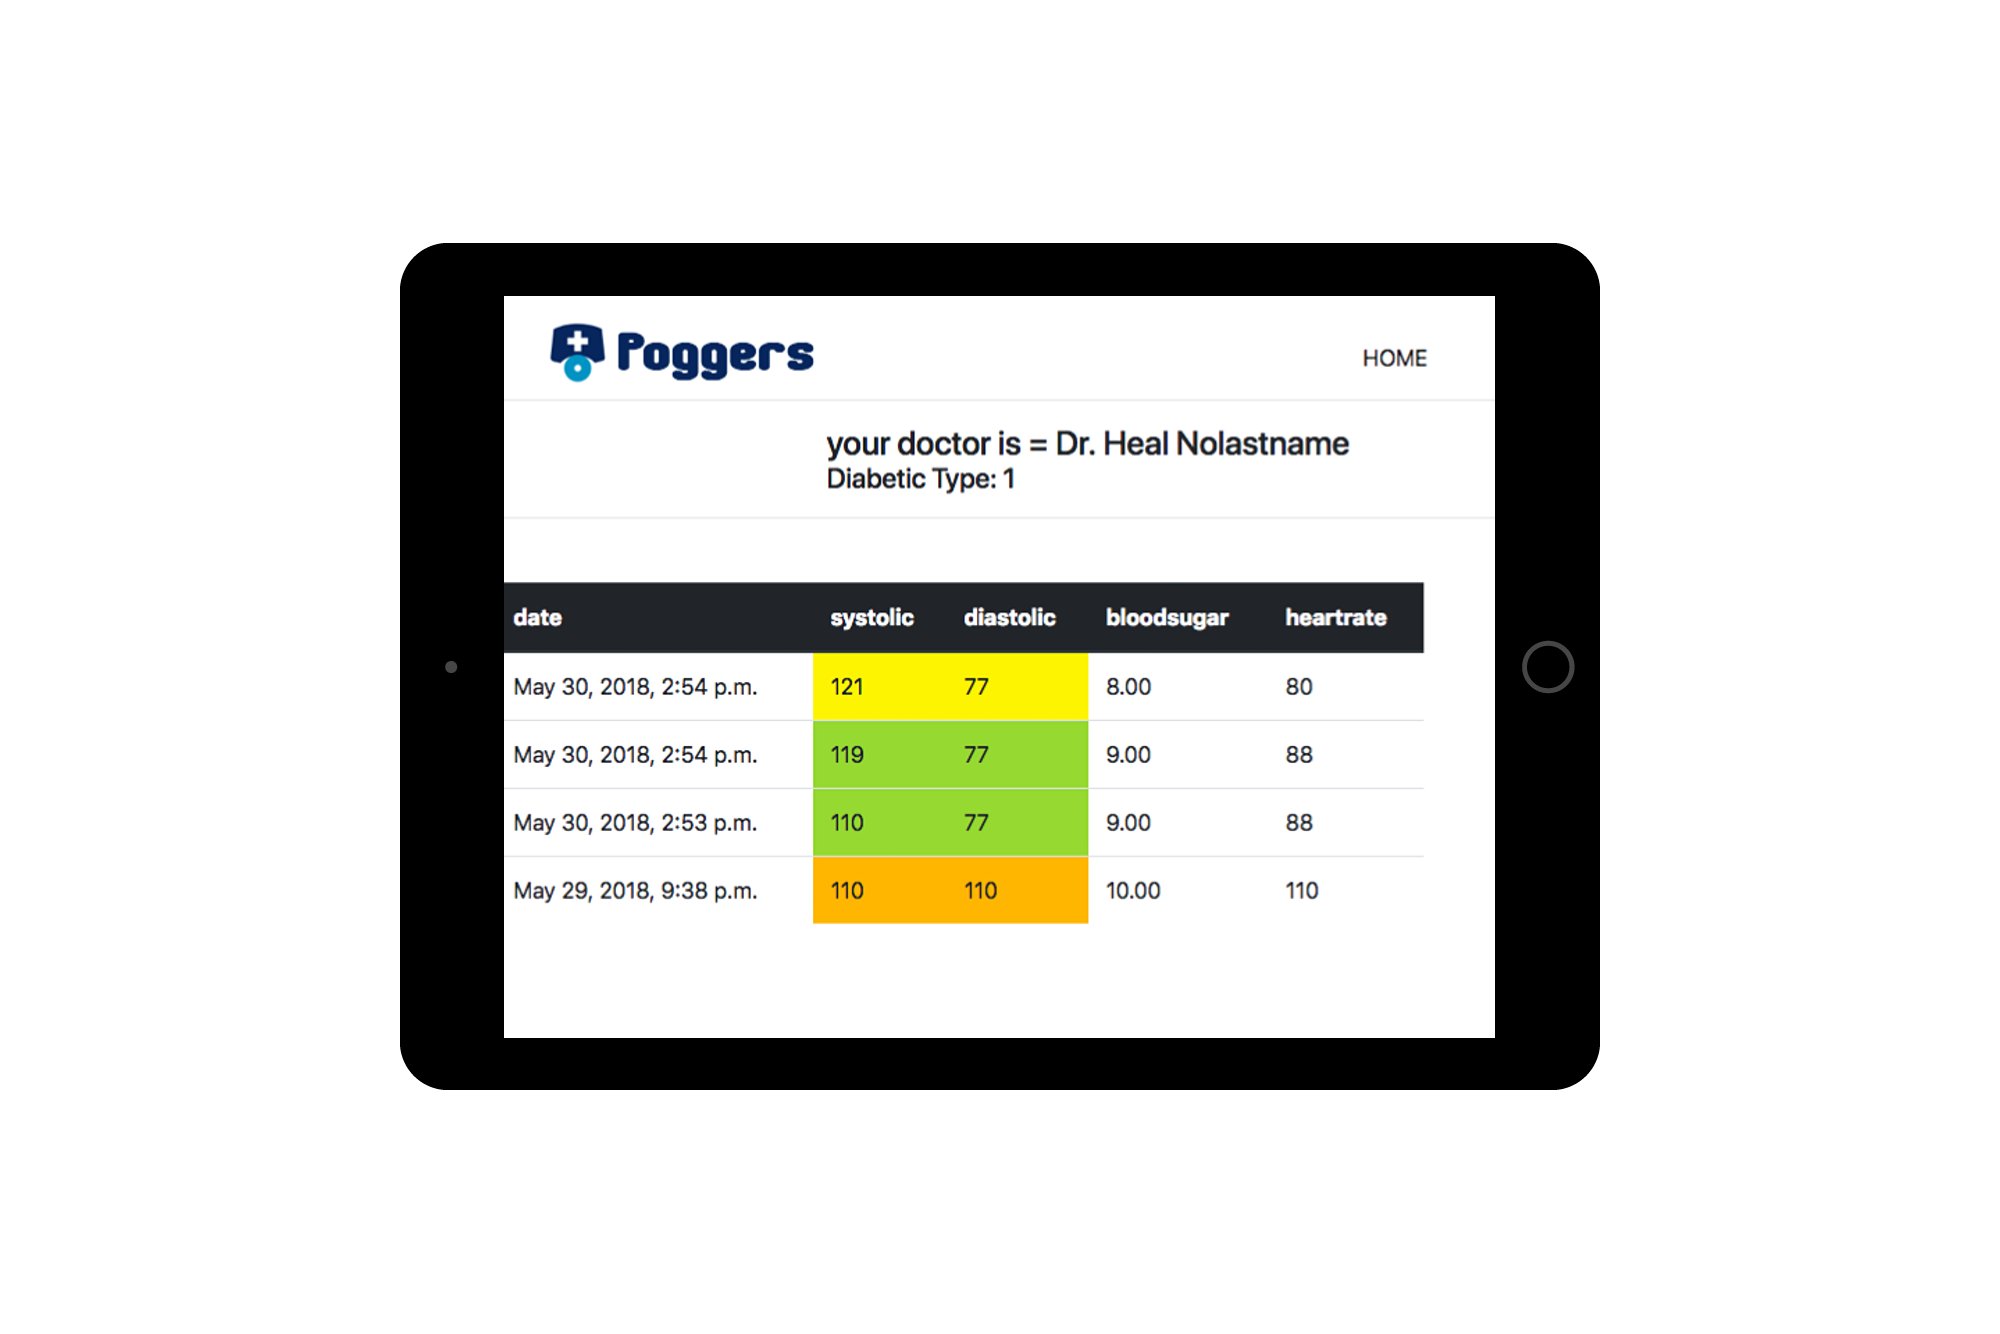 Poggers
HOME
your doctor is = Dr. Heal Nolastname
Diabetic Type: 1
date systolic diastolic bloodsugar heartrate
May 30, 2018, 2:54 p.m. 121 77 8.00 80
May 30, 2018, 2:54 p.m. 119 77 9.00 88
May 30, 2018, 2:53 p.m. 110 77 9.00 88
May 29, 2018, 9:38 p.m. 110 110 10.00 110